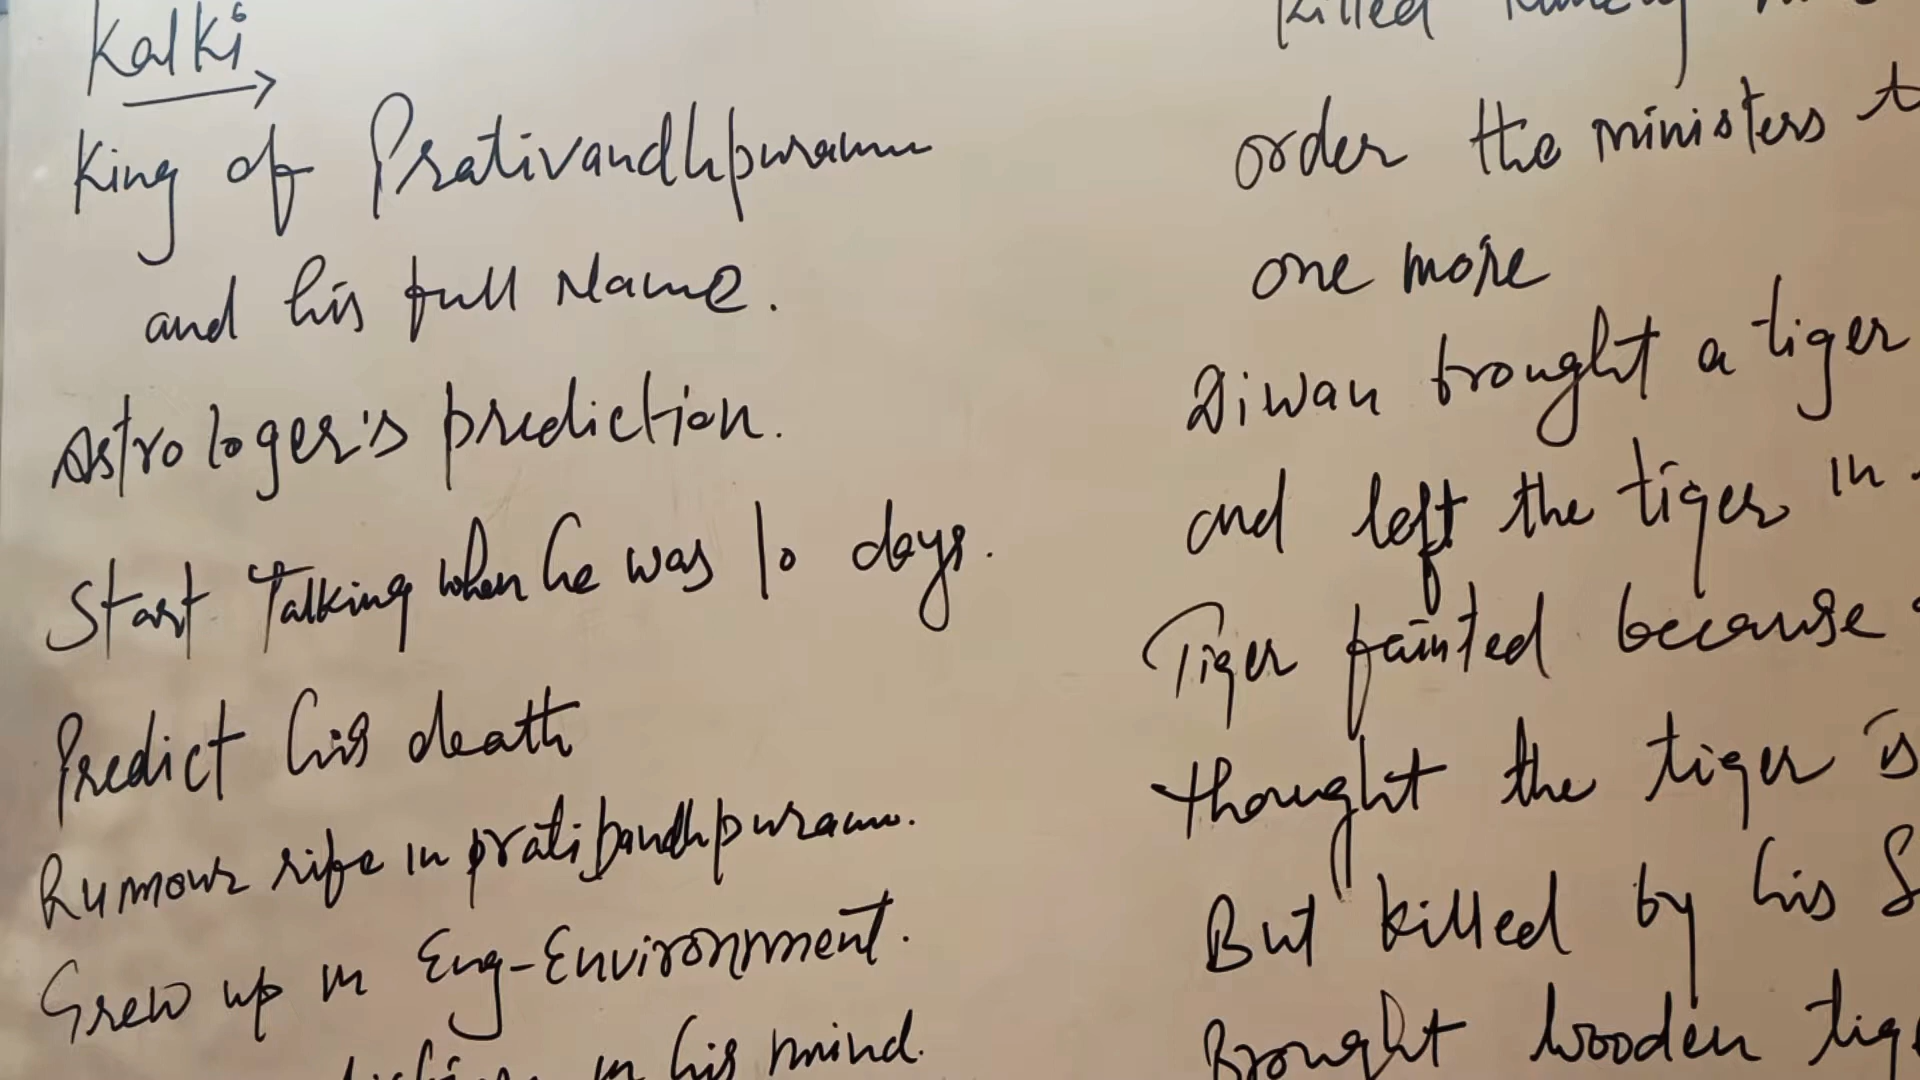 Kalki
King of Prativandhpuram
and his full Name.
Astrologer's prediction.
Start Talking when he was 10 days.
Predict his death
Rumour rife in pratibandhpuram.
Grew up in Eng-Environment.
in his mind.
killed
order the ministers
one more
Diwan brought a tiger
and left the tiger in
Tiger fainted because
thought the tiger is
But killed by his
Brought wooden